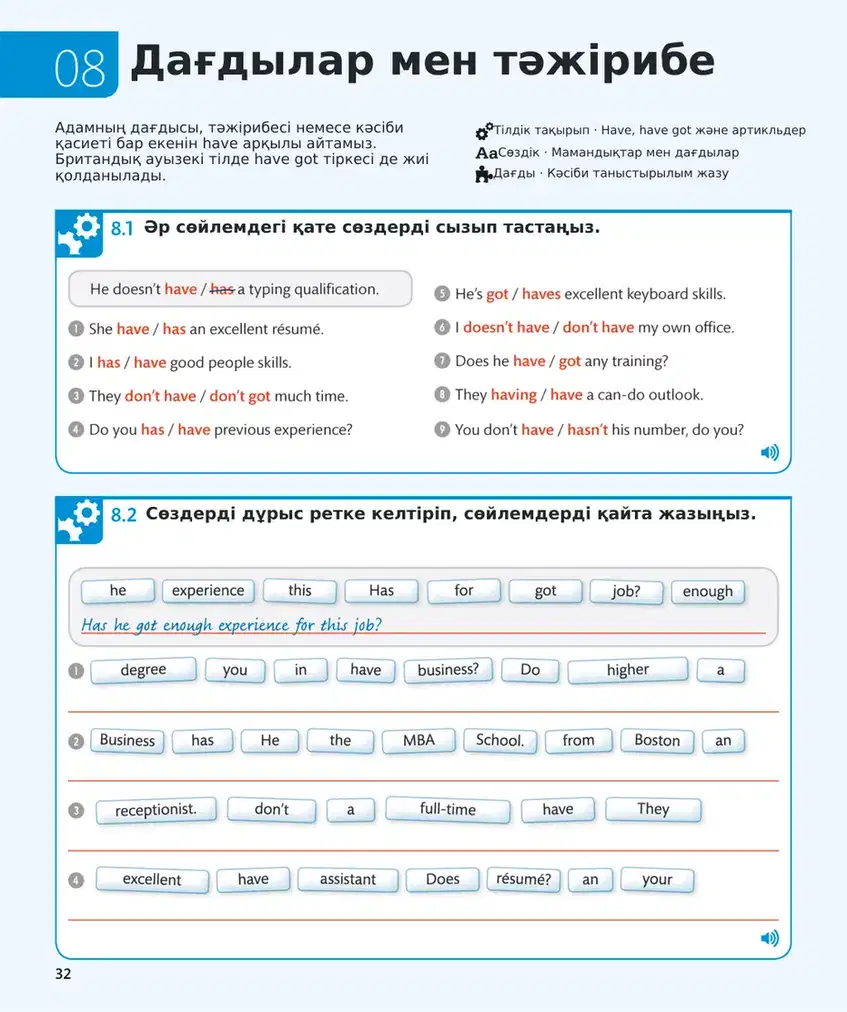 08 Дағдылар мен тәжірибе
Адамның дағдысы, тәжірибесі немесе кәсіби
қасиеті бар екенін have арқылы айтамыз.
Британдық ауызекі тілде have got тіркесі де жиі
қолданылады.
Тілдік тақырып · Have, have got және артикльдер
Aa Сөздік · Мамандықтар мен дағдылар
Дағды · Кәсіби таныстырылым жазу
8.1 Әр сөйлемдегі қате сөздерді сызып тастаңыз.
He doesn't have / has a typing qualification.
1 She have / has an excellent résumé.
2 I has / have good people skills.
3 They don't have / don't got much time.
4 Do you has / have previous experience?
5 He's got / haves excellent keyboard skills.
6 I doesn't have / don't have my own office.
7 Does he have / got any training?
8 They having / have a can-do outlook.
9 You don't have / hasn't his number, do you?
8.2 Сөздерді дұрыс ретке келтіріп, сөйлемдерді қайта жазыңыз.
he experience this Has for got job? enough
Has he got enough experience for this job?
1 degree you in have business? Do higher a
2 Business has He the MBA School. from Boston an
3 receptionist. don't a full-time have They
4 excellent have assistant Does résumé? an your
32